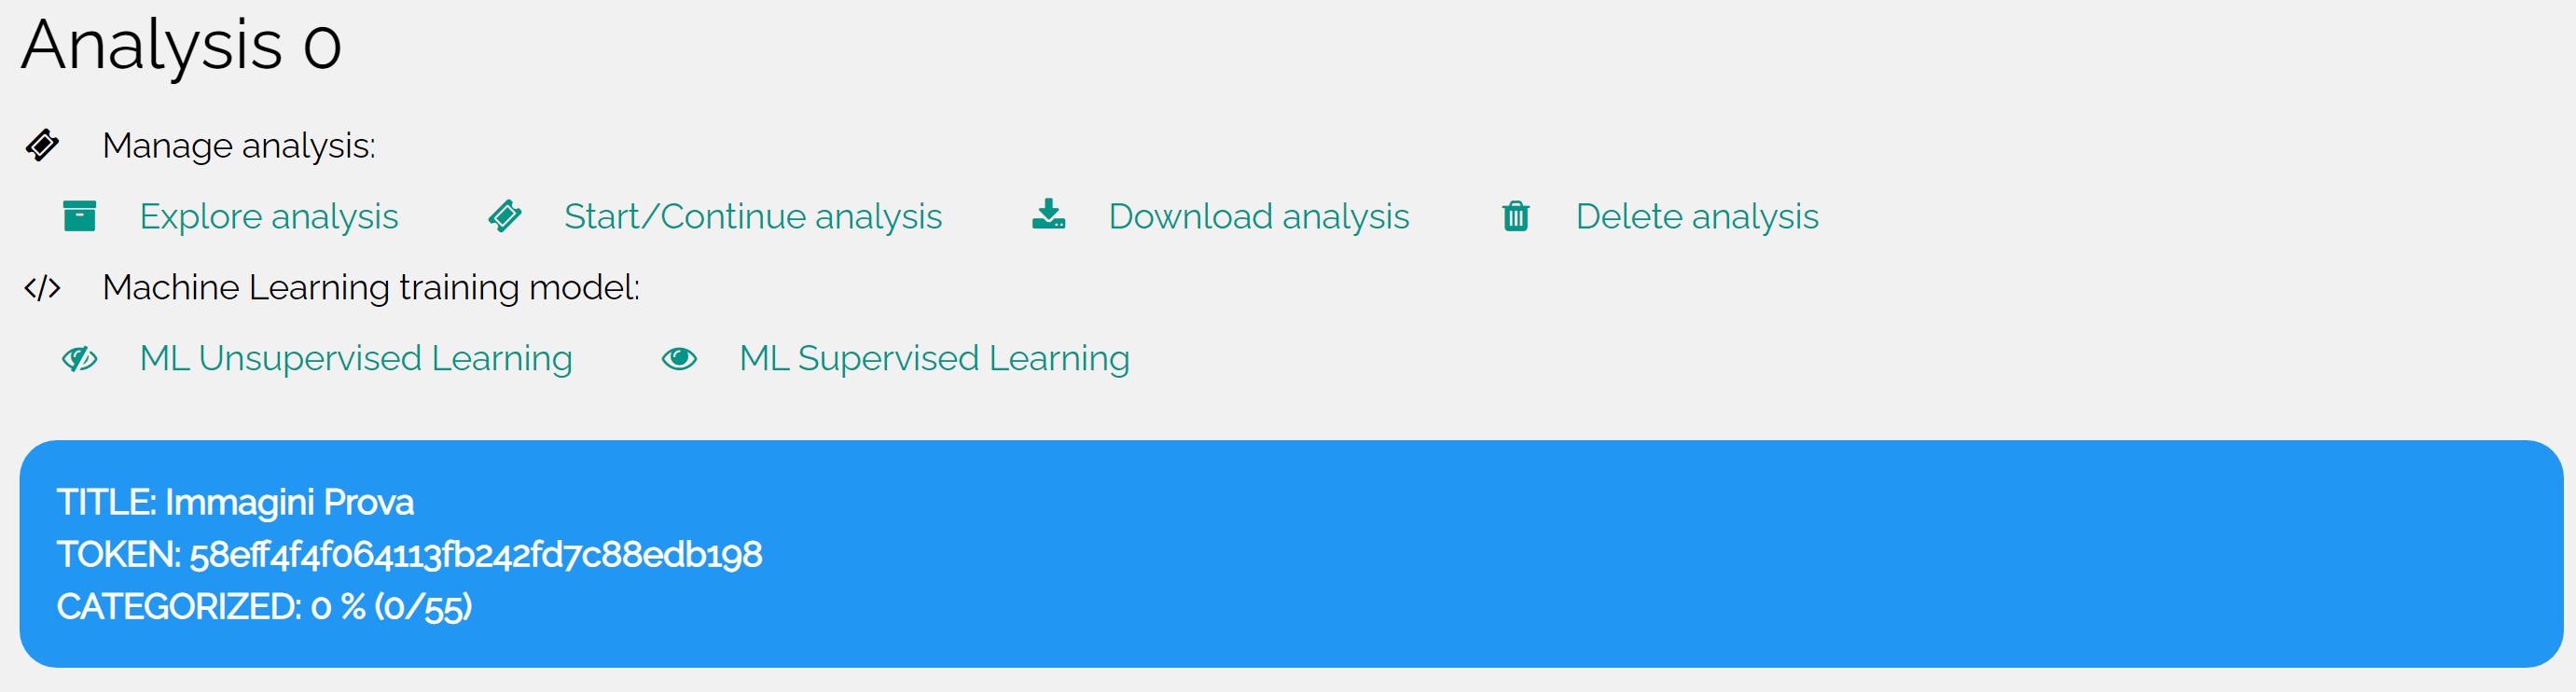 Analysis 0
Manage analysis:
Explore analysis Start/Continue analysis Download analysis Delete analysis
Machine Learning training model:
ML Unsupervised Learning ML Supervised Learning
TITLE: Immagini Prova
TOKEN: 58eff4f4f064113fb242fd7c88edb198
CATEGORIZED: 0 % (0/55)